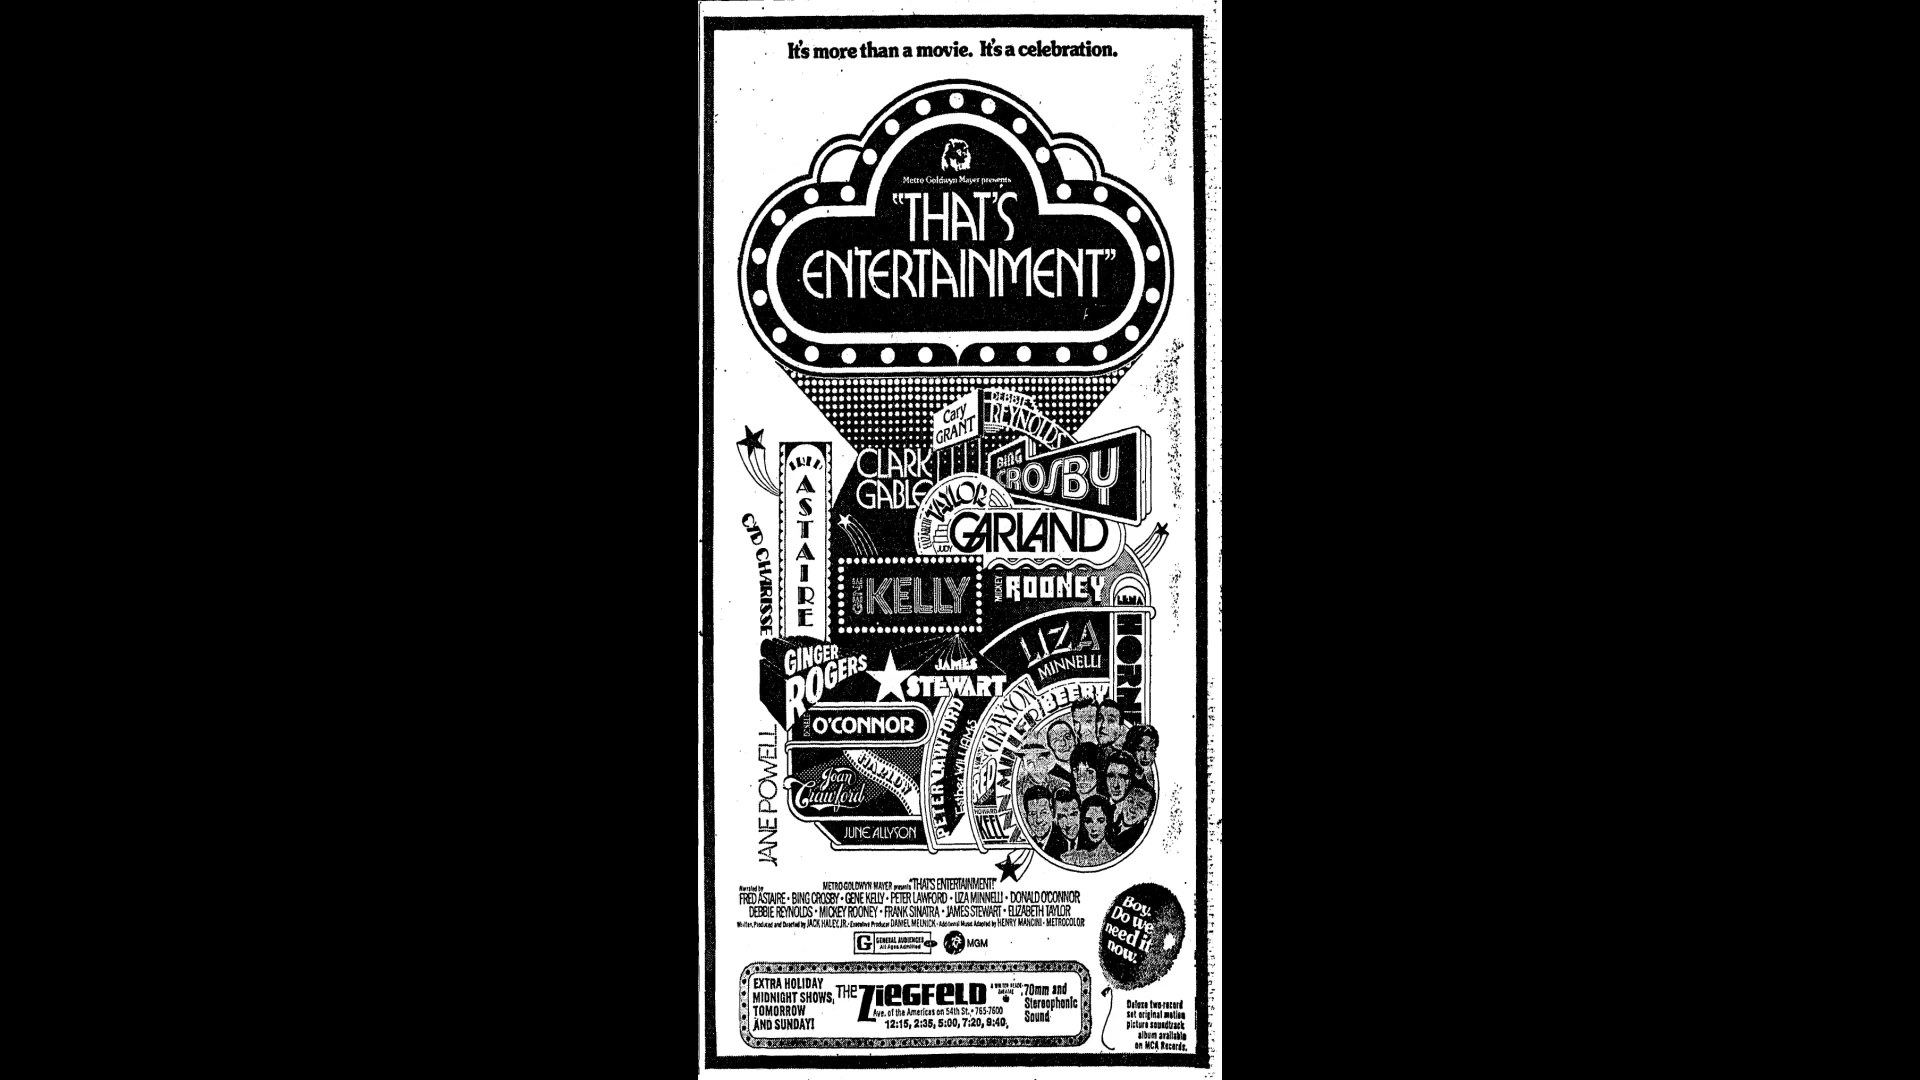 It's more than a movie. It's a celebration.
Metro Goldwyn Mayer presents
"THAT'S
ENTERTAINMENT"
Cary
GRANT
DEBBIE
REYNOLDS
BING
CROSBY
CLARK
GABLE
ELIZABETH
TAYLOR
JUDY
GARLAND
FRED
ASTAIRE
CYD CHARISSE
GENE
KELLY
MICKEY
ROONEY
LENA
HORNE
LIZA
MINNELLI
GINGER
ROGERS
JAMES
STEWART
BEERY
GRAYSON
DONALD
O'CONNOR
PETER LAWFORD
Esther WILLIAMS
JANE POWELL
HARLOW
Joan
Crawford
HOWARD
KEEL
JUNE ALLYSON
METRO-GOLDWYN MAYER presents "THAT'S ENTERTAINMENT!"
Narrated by
FRED ASTAIRE • BING CROSBY • GENE KELLY • PETER LAWFORD • LIZA MINNELLI • DONALD O'CONNOR
DEBBIE REYNOLDS • MICKEY ROONEY • FRANK SINATRA • JAMES STEWART • ELIZABETH TAYLOR
Written, Produced and Directed by JACK HALEY, JR. • Executive Producer DANIEL MELNICK • Additional Music Adapted by HENRY MANCINI • METROCOLOR
G GENERAL AUDIENCES
All Ages Admitted
MGM
Boy.
Do we
need it
now.
EXTRA HOLIDAY
MIDNIGHT SHOWS,
TOMORROW
AND SUNDAY!
THE ZIEGFELD
Ave. of the Americas on 54th St. • 765-7600
12:15, 2:35, 5:00, 7:20, 9:40,
70mm and
Stereophonic
Sound
Deluxe two-record
set original motion
picture soundtrack
album available
on MCA Records.